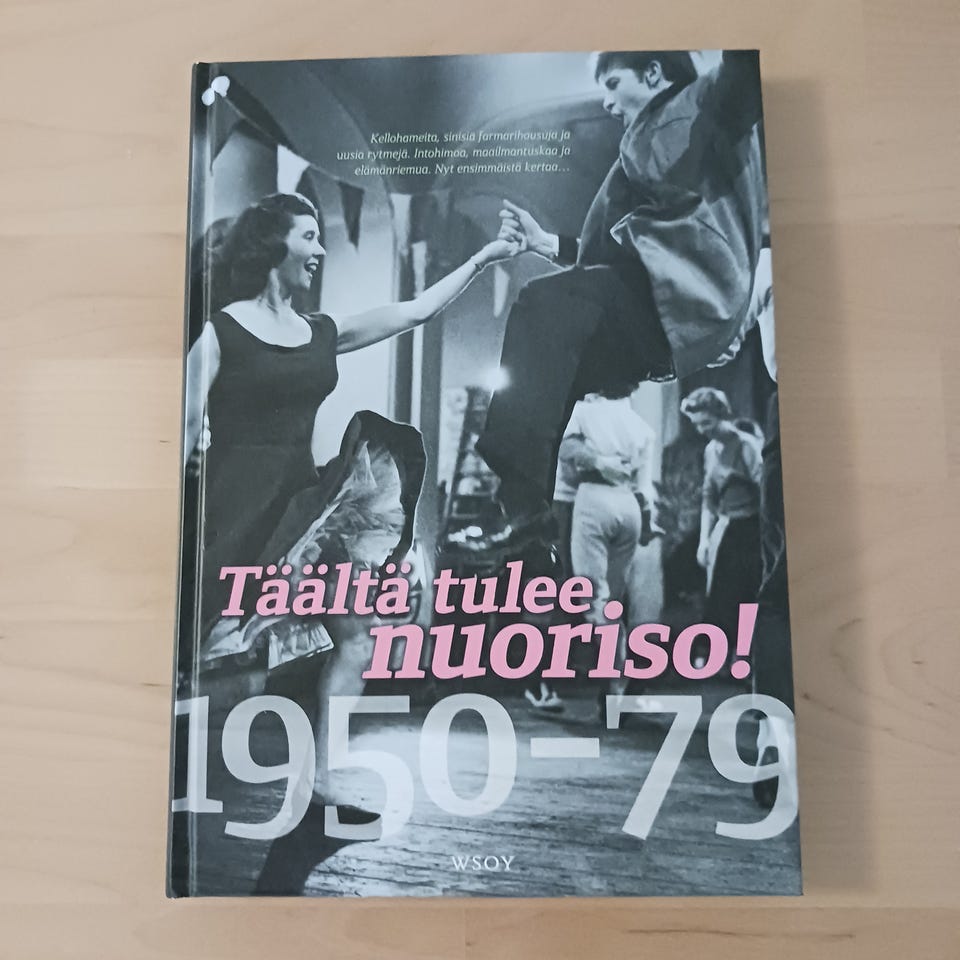 Kellohameita, sinisiä farmarihousuja ja
uusia rytmejä. Intohimoa, maailmantuskaa ja
elämänriemua. Nyt ensimmäistä kertaa...
Täältä tulee
nuoriso!
1950–79
WSOY